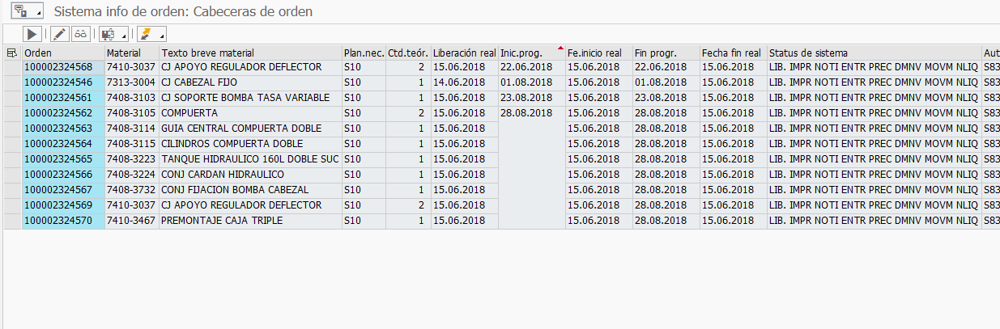 Sistema info de orden: Cabeceras de orden
Orden Material Texto breve material Plan.nec. Ctd.teór. Liberación real Inic.prog. Fe.inicio real Fin progr. Fecha fin real Status de sistema Aut
100002324568 7410-3037 CJ APOYO REGULADOR DEFLECTOR S10 2 15.06.2018 22.06.2018 15.06.2018 22.06.2018 15.06.2018 LIB. IMPR NOTI ENTR PREC DMNV MOVM NLIQ S83
100002324546 7313-3004 CJ CABEZAL FIJO S10 1 14.06.2018 01.08.2018 15.06.2018 01.08.2018 15.06.2018 LIB. IMPR NOTI ENTR PREC DMNV MOVM NLIQ S83
100002324561 7408-3103 CJ SOPORTE BOMBA TASA VARIABLE S10 1 15.06.2018 23.08.2018 15.06.2018 23.08.2018 15.06.2018 LIB. IMPR NOTI ENTR PREC DMNV MOVM NLIQ S83
100002324562 7408-3105 COMPUERTA S10 2 15.06.2018 28.08.2018 15.06.2018 28.08.2018 15.06.2018 LIB. IMPR NOTI ENTR PREC DMNV MOVM NLIQ S83
100002324563 7408-3114 GUIA CENTRAL COMPUERTA DOBLE S10 1 15.06.2018 15.06.2018 28.08.2018 15.06.2018 LIB. IMPR NOTI ENTR PREC DMNV MOVM NLIQ S83
100002324564 7408-3115 CILINDROS COMPUERTA DOBLE S10 1 15.06.2018 15.06.2018 28.08.2018 15.06.2018 LIB. IMPR NOTI ENTR PREC DMNV MOVM NLIQ S83
100002324565 7408-3223 TANQUE HIDRAULICO 160L DOBLE SUC S10 1 15.06.2018 15.06.2018 28.08.2018 15.06.2018 LIB. IMPR NOTI ENTR PREC DMNV MOVM NLIQ S83
100002324566 7408-3224 CONJ CARDAN HIDRAULICO S10 1 15.06.2018 15.06.2018 28.08.2018 15.06.2018 LIB. IMPR NOTI ENTR PREC DMNV MOVM NLIQ S83
100002324567 7408-3732 CONJ FIJACION BOMBA CABEZAL S10 1 15.06.2018 15.06.2018 28.08.2018 15.06.2018 LIB. IMPR NOTI ENTR PREC DMNV MOVM NLIQ S83
100002324569 7410-3037 CJ APOYO REGULADOR DEFLECTOR S10 2 15.06.2018 15.06.2018 28.08.2018 15.06.2018 LIB. IMPR NOTI ENTR PREC DMNV MOVM NLIQ S83
100002324570 7410-3467 PREMONTAJE CAJA TRIPLE S10 1 15.06.2018 15.06.2018 28.08.2018 15.06.2018 LIB. IMPR NOTI ENTR PREC DMNV MOVM NLIQ S83